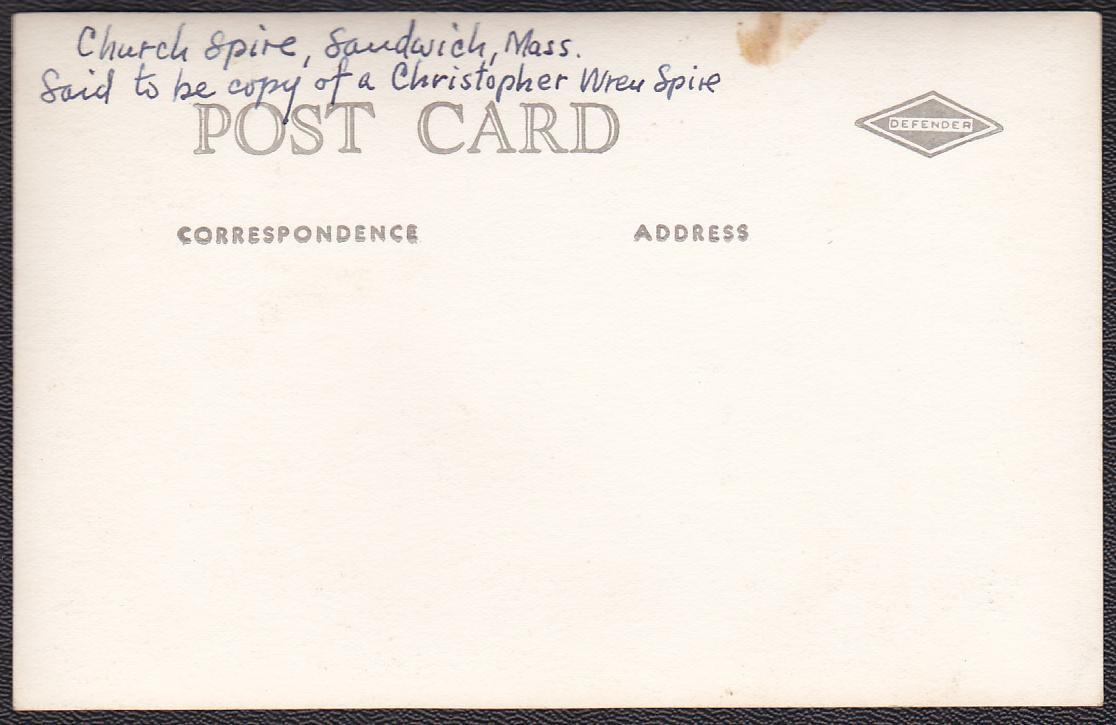 Church Spire, Sandwich, Mass.
Said to be copy of a Christopher Wren Spire
POST CARD
DEFENDER
CORRESPONDENCE
ADDRESS